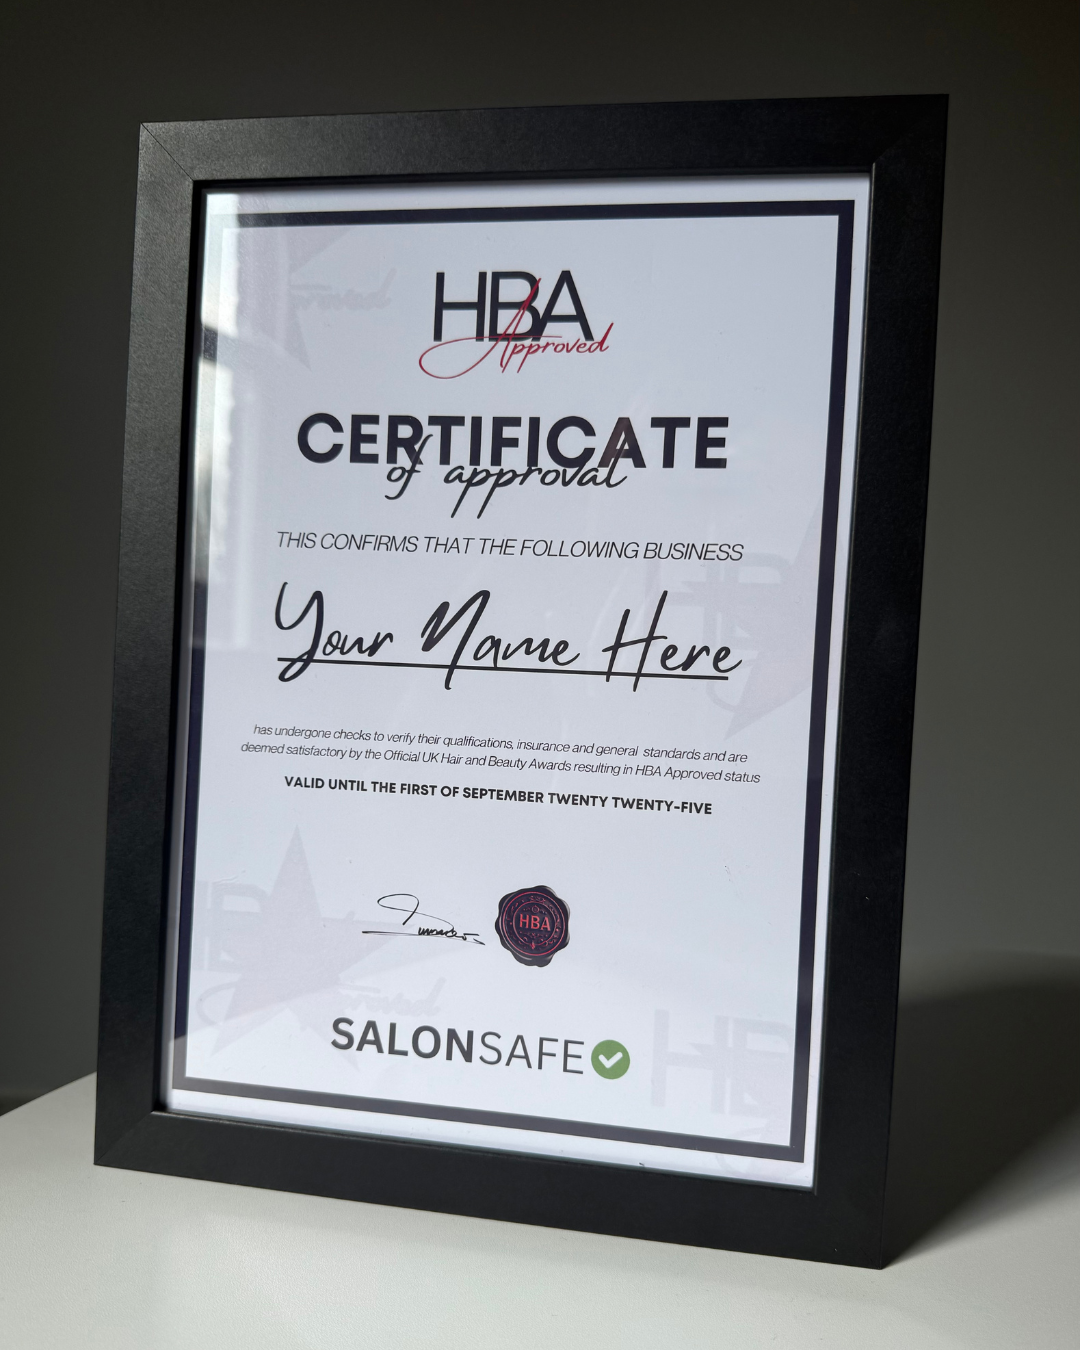 HBA
Approved
CERTIFICATE
of approval
THIS CONFIRMS THAT THE FOLLOWING BUSINESS
Your Name Here
has undergone checks to verify their qualifications, insurance and general standards and are
deemed satisfactory by the Official UK Hair and Beauty Awards resulting in HBA Approved status
VALID UNTIL THE FIRST OF SEPTEMBER TWENTY TWENTY-FIVE
HBA
SALONSAFE